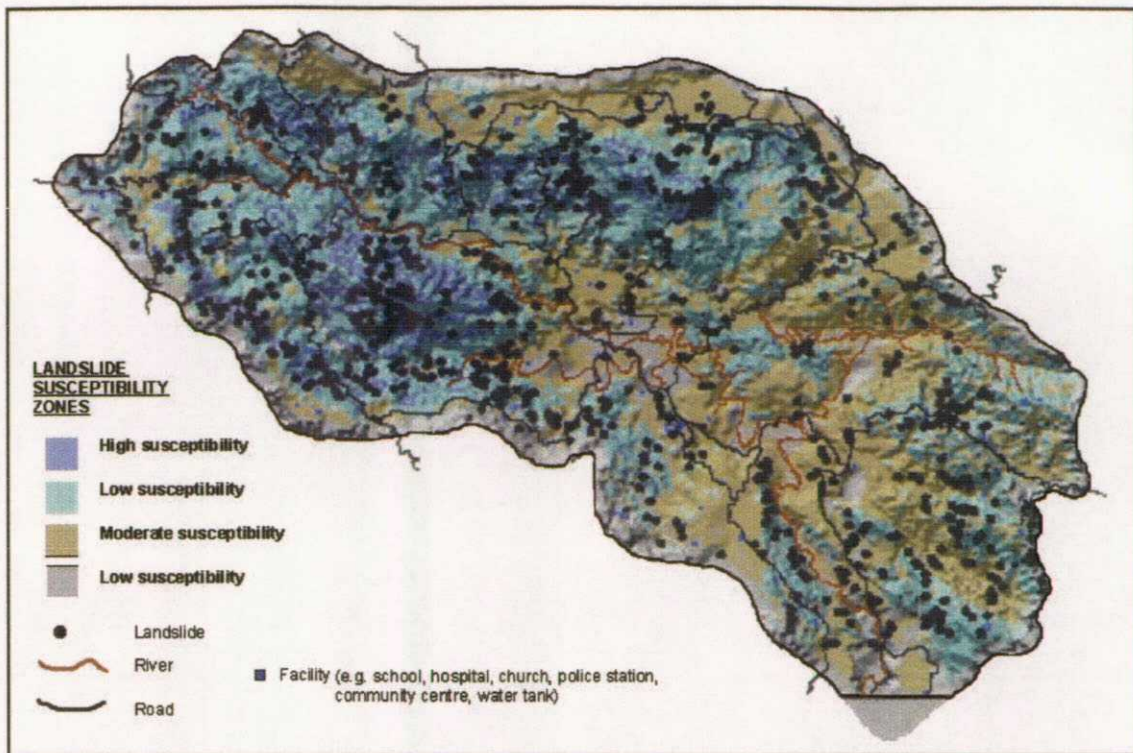 LANDSLIDE
SUSCEPTIBILITY
ZONES
High susceptibility
Low susceptibility
Moderate susceptibility
Low susceptibility
Landslide
River
Road
Facility (e.g. school, hospital, church, police station,
community centre, water tank)